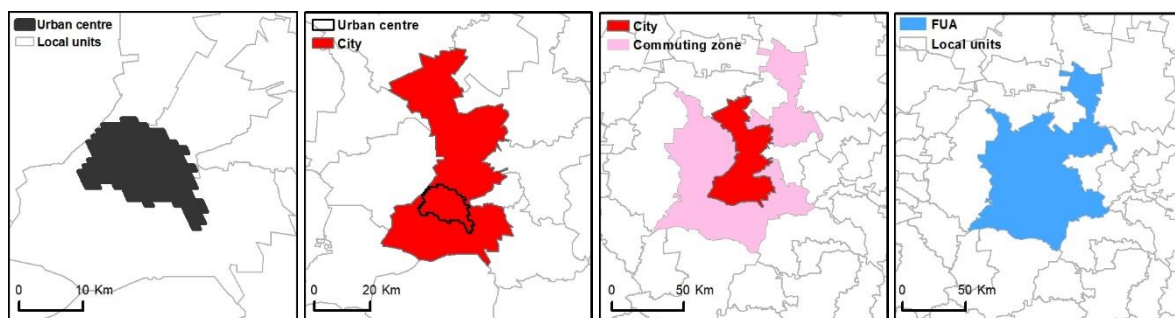 Urban centre
Local units
0 10 Km
Urban centre
City
0 20 Km
City
Commuting zone
0 50 Km
FUA
Local units
0 50 Km